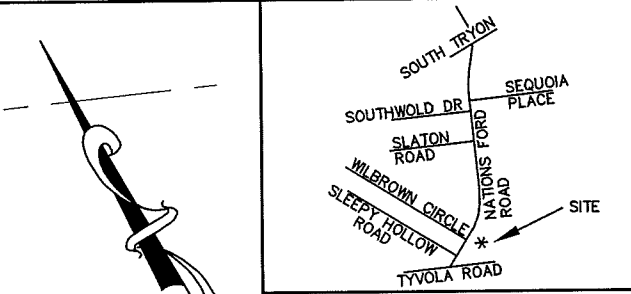 SOUTH TRYON
SEQUOIA
PLACE
SOUTHWOLD DR
SLATON
ROAD
NATIONS FORD
ROAD
WILBROWN CIRCLE
SLEEPY HOLLOW
ROAD
SITE
*
TYVOLA ROAD